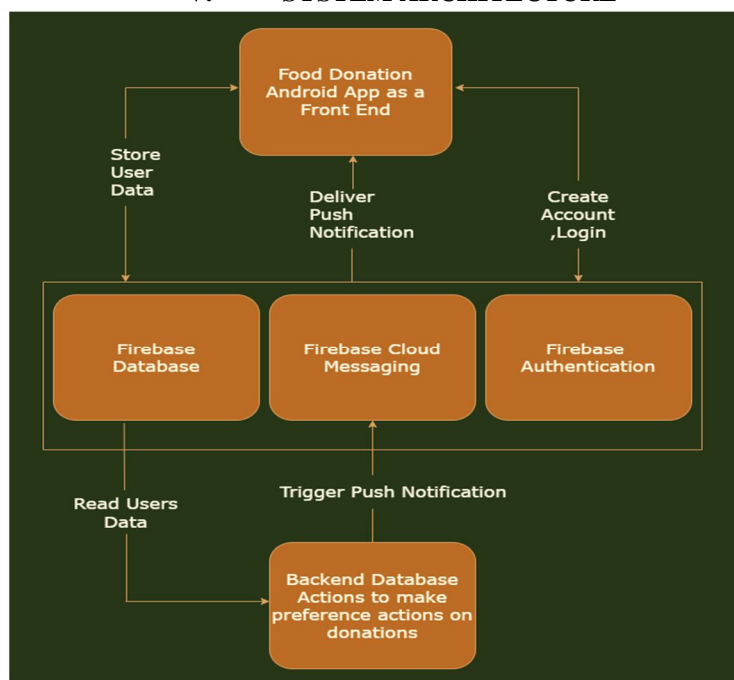 V. SYSTEM ARCHITECTURE
Food Donation
Android App as a
Front End
Store
User
Data
Deliver
Push
Notification
Create
Account
,Login
Firebase
Database
Firebase Cloud
Messaging
Firebase
Authentication
Read Users
Data
Trigger Push Notification
Backend Database
Actions to make
preference actions on
donations